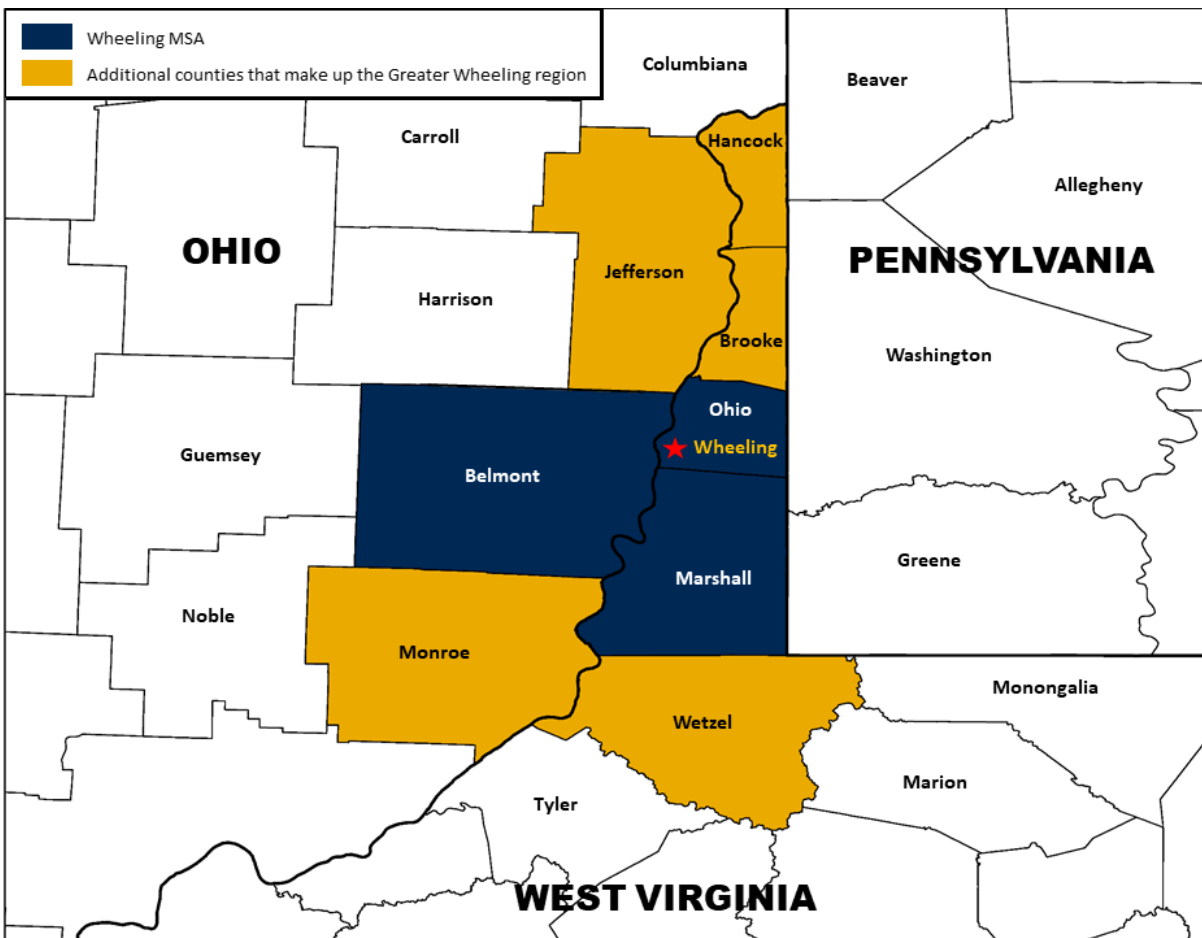 Wheeling MSA
Additional counties that make up the Greater Wheeling region
Columbiana
Beaver
Carroll
Hancock
Allegheny
OHIO
PENNSYLVANIA
Jefferson
Harrison
Brooke
Washington
Ohio
Wheeling
Guemsey
Belmont
Greene
Marshall
Noble
Monroe
Monongalia
Wetzel
Marion
Tyler
WEST VIRGINIA